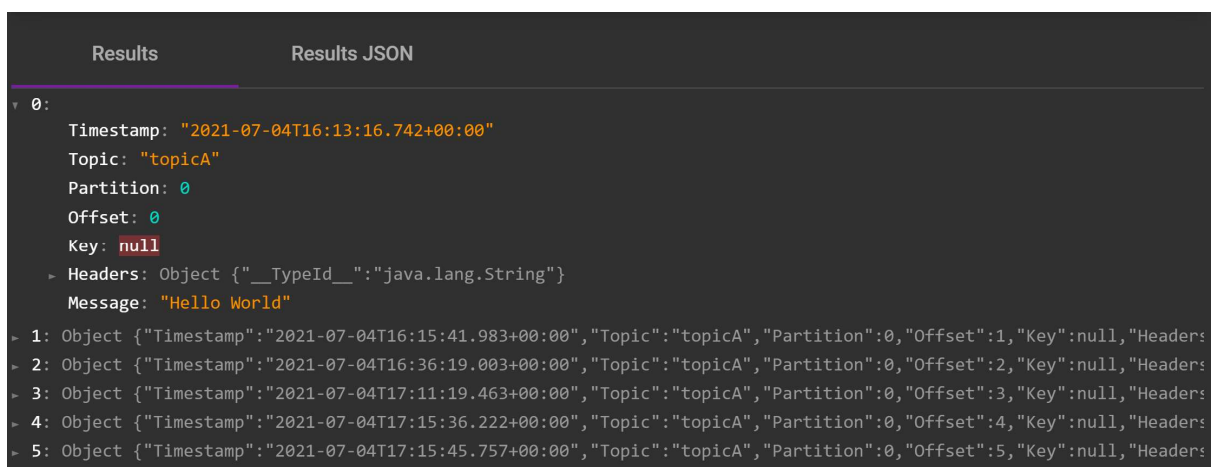 Results Results JSON
0:
Timestamp: "2021-07-04T16:13:16.742+00:00"
Topic: "topicA"
Partition: 0
Offset: 0
Key: null
Headers: Object {"__TypeId__":"java.lang.String"}
Message: "Hello World"
1: Object {"Timestamp":"2021-07-04T16:15:41.983+00:00","Topic":"topicA","Partition":0,"Offset":1,"Key":null,"Headers
2: Object {"Timestamp":"2021-07-04T16:36:19.003+00:00","Topic":"topicA","Partition":0,"Offset":2,"Key":null,"Headers
3: Object {"Timestamp":"2021-07-04T17:11:19.463+00:00","Topic":"topicA","Partition":0,"Offset":3,"Key":null,"Headers
4: Object {"Timestamp":"2021-07-04T17:15:36.222+00:00","Topic":"topicA","Partition":0,"Offset":4,"Key":null,"Headers
5: Object {"Timestamp":"2021-07-04T17:15:45.757+00:00","Topic":"topicA","Partition":0,"Offset":5,"Key":null,"Headers